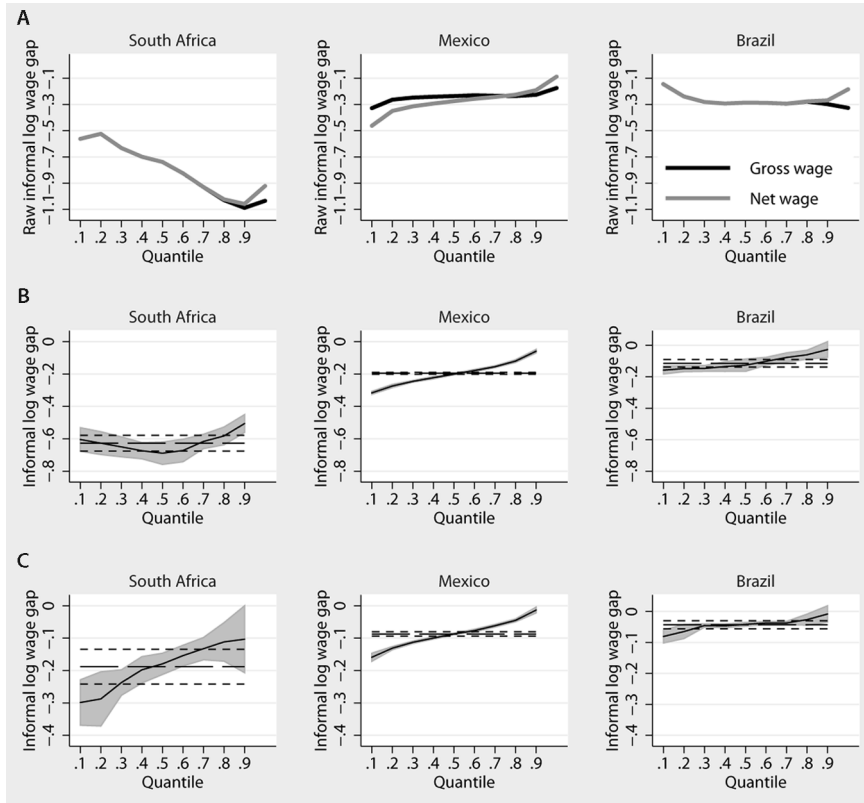 A
South Africa
Mexico
Brazil
Raw informal log wage gap
−1.1 −.9 −.7 −.5 −.3 −.1
.1 .2 .3 .4 .5 .6 .7 .8 .9
Quantile
Raw informal log wage gap
−1.1 −.9 −.7 −.5 −.3 −.1
.1 .2 .3 .4 .5 .6 .7 .8 .9
Quantile
Raw informal log wage gap
−1.1 −.9 −.7 −.5 −.3 −.1
Gross wage
Net wage
.1 .2 .3 .4 .5 .6 .7 .8 .9
Quantile
B
South Africa
Mexico
Brazil
Informal log wage gap
−.8 −.6 −.4 −.2 0
.1 .2 .3 .4 .5 .6 .7 .8 .9
Quantile
Informal log wage gap
−.8 −.6 −.4 −.2 0
.1 .2 .3 .4 .5 .6 .7 .8 .9
Quantile
Informal log wage gap
−.8 −.6 −.4 −.2 0
.1 .2 .3 .4 .5 .6 .7 .8 .9
Quantile
C
South Africa
Mexico
Brazil
Informal log wage gap
−.4 −.3 −.2 −.1 0
.1 .2 .3 .4 .5 .6 .7 .8 .9
Quantile
Informal log wage gap
−.4 −.3 −.2 −.1 0
.1 .2 .3 .4 .5 .6 .7 .8 .9
Quantile
Informal log wage gap
−.4 −.3 −.2 −.1 0
.1 .2 .3 .4 .5 .6 .7 .8 .9
Quantile